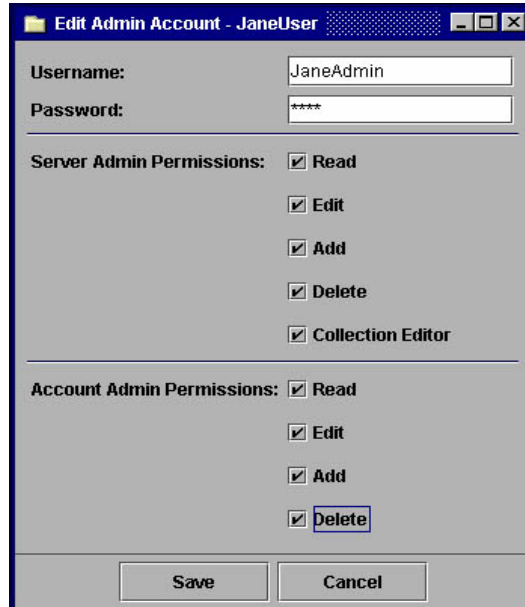 Edit Admin Account - JaneUser
Username: JaneAdmin
Password: ****
Server Admin Permissions: Read
Edit
Add
Delete
Collection Editor
Account Admin Permissions: Read
Edit
Add
Delete
Save Cancel